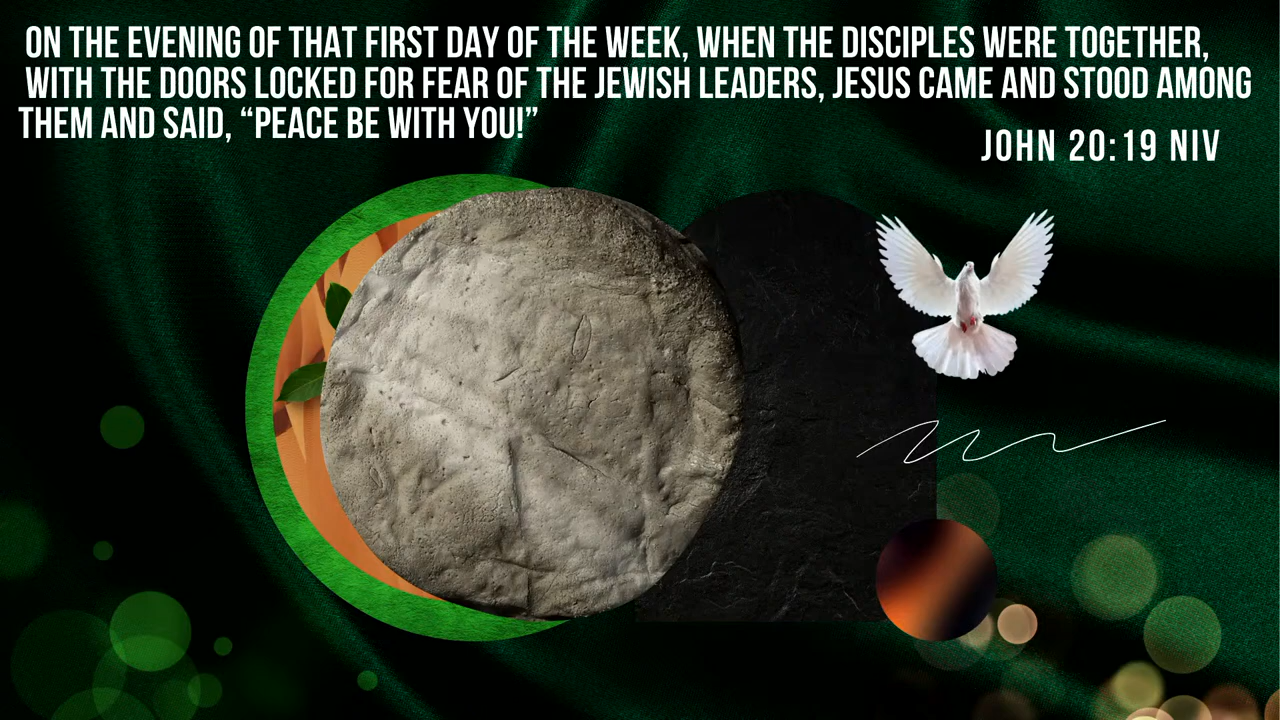 ON THE EVENING OF THAT FIRST DAY OF THE WEEK, WHEN THE DISCIPLES WERE TOGETHER,
WITH THE DOORS LOCKED FOR FEAR OF THE JEWISH LEADERS, JESUS CAME AND STOOD AMONG
THEM AND SAID, “PEACE BE WITH YOU!”
JOHN 20:19 NIV